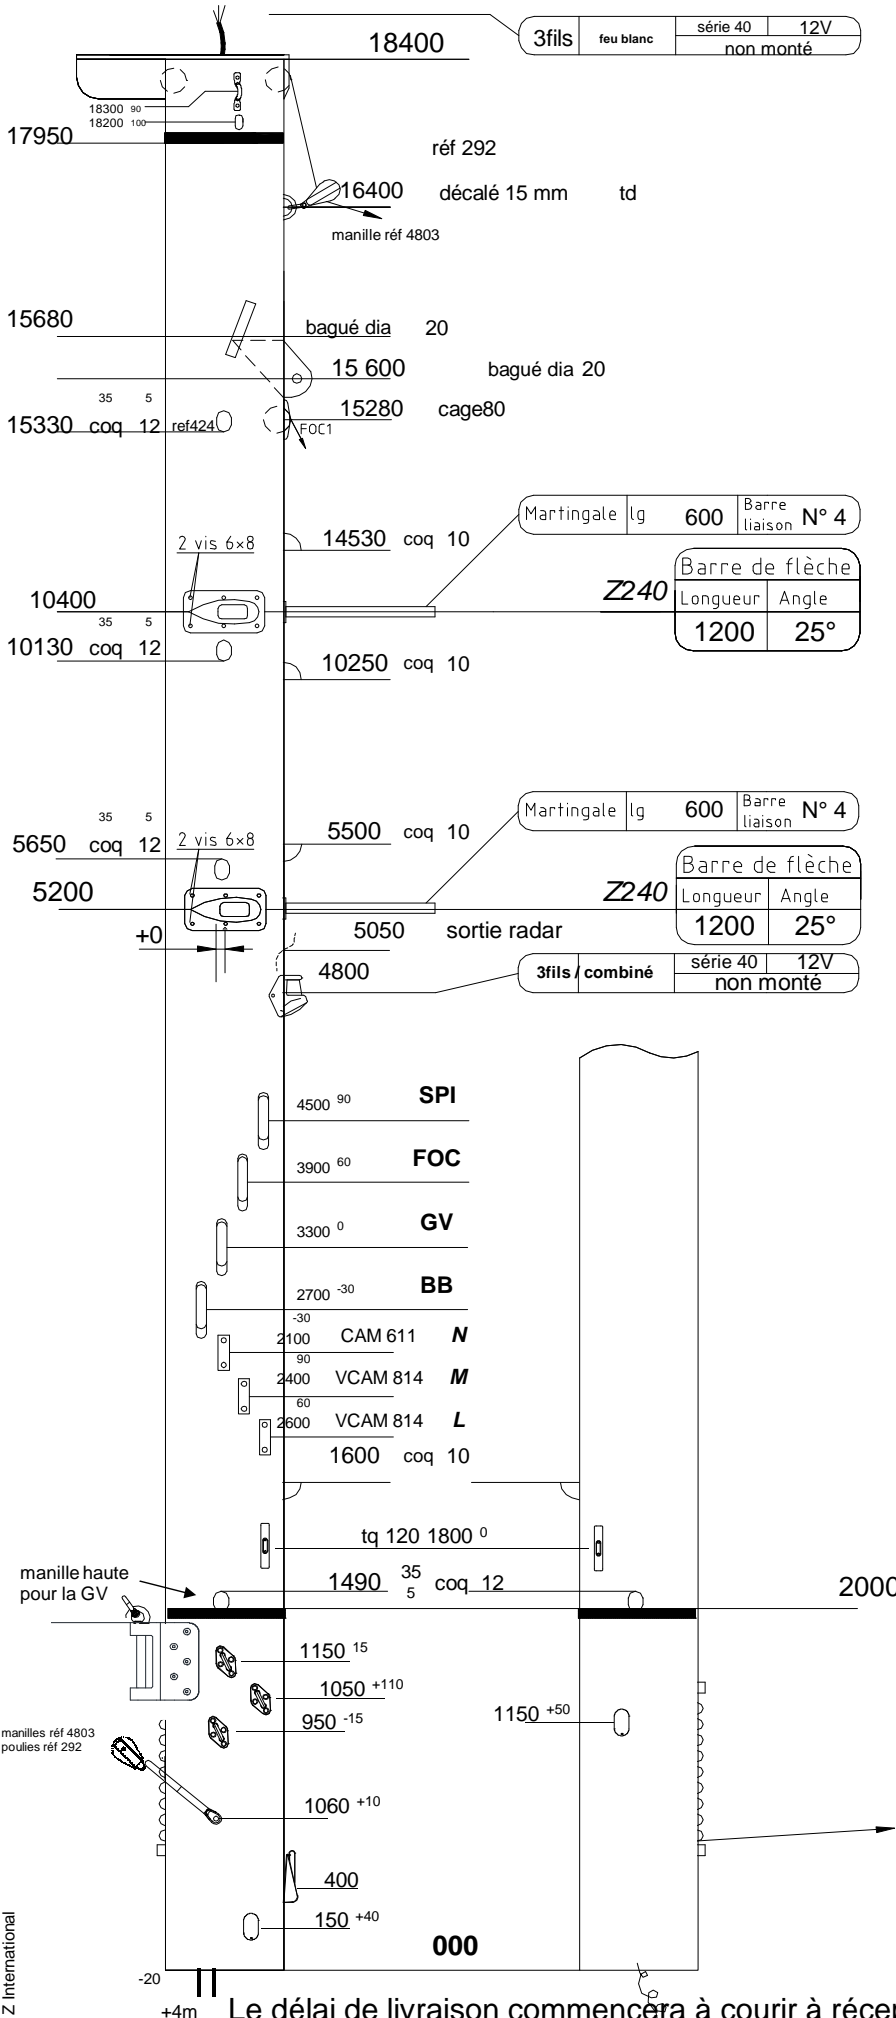 3fils feu blanc série 40 12V
non monté
18400
18300 90
18200 100
17950
réf 292
16400 décalé 15 mm td
manille réf 4803
15680 bagué dia 20
15 600 bagué dia 20
35 5
15280 cage80
15330 coq 12 ref424
FOC1
Martingale lg 600 Barre liaison N° 4
14530 coq 10
2 vis 6×8
Barre de flèche
Z240 Longueur Angle
1200 25°
10400
35 5
10130 coq 12
10250 coq 10
Martingale lg 600 Barre liaison N° 4
35 5
5500 coq 10
5650 coq 12 2 vis 6×8
Barre de flèche
Z240 Longueur Angle
1200 25°
5200
+0
5050 sortie radar
4800
3fils / combiné série 40 12V
non monté
4500 90 SPI
3900 60 FOC
3300 0 GV
2700 -30 BB
-30
2100 CAM 611 N
90
2400 VCAM 814 M
60
2600 VCAM 814 L
1600 coq 10
tq 120 1800 0
manille haute
pour la GV
1490 35 5 coq 12
2000
1150 15
1050 +110
950 -15
1150 +50
manilles réf 4803
poulies réf 292
1060 +10
400
150 +40
000
Z International
-20
+4m
Le délai de livraison commencera à courir à récep